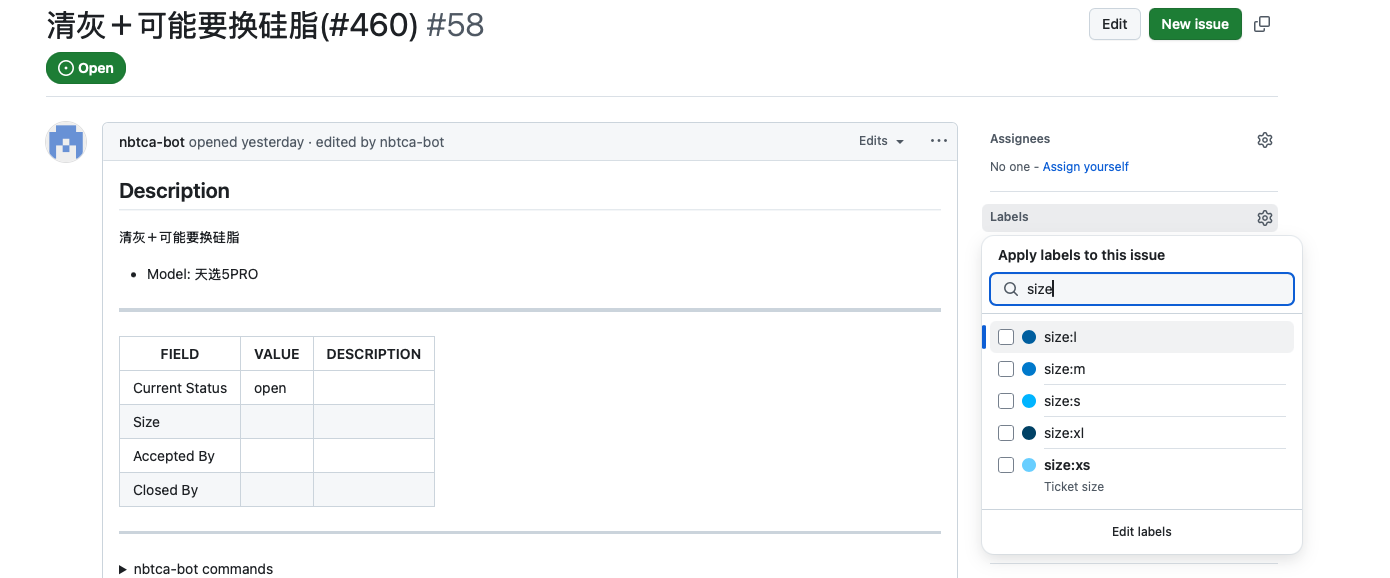 清灰＋可能要换硅脂(#460) #58
Edit
New issue
Open
nbtca-bot opened yesterday · edited by nbtca-bot
Edits
Description
清灰＋可能要换硅脂
Model: 天选5PRO
FIELD VALUE DESCRIPTION
Current Status open
Size
Accepted By
Closed By
nbtca-bot commands
Assignees
No one - Assign yourself
Labels
Apply labels to this issue
size
size:l
size:m
size:s
size:xl
size:xs
Ticket size
Edit labels